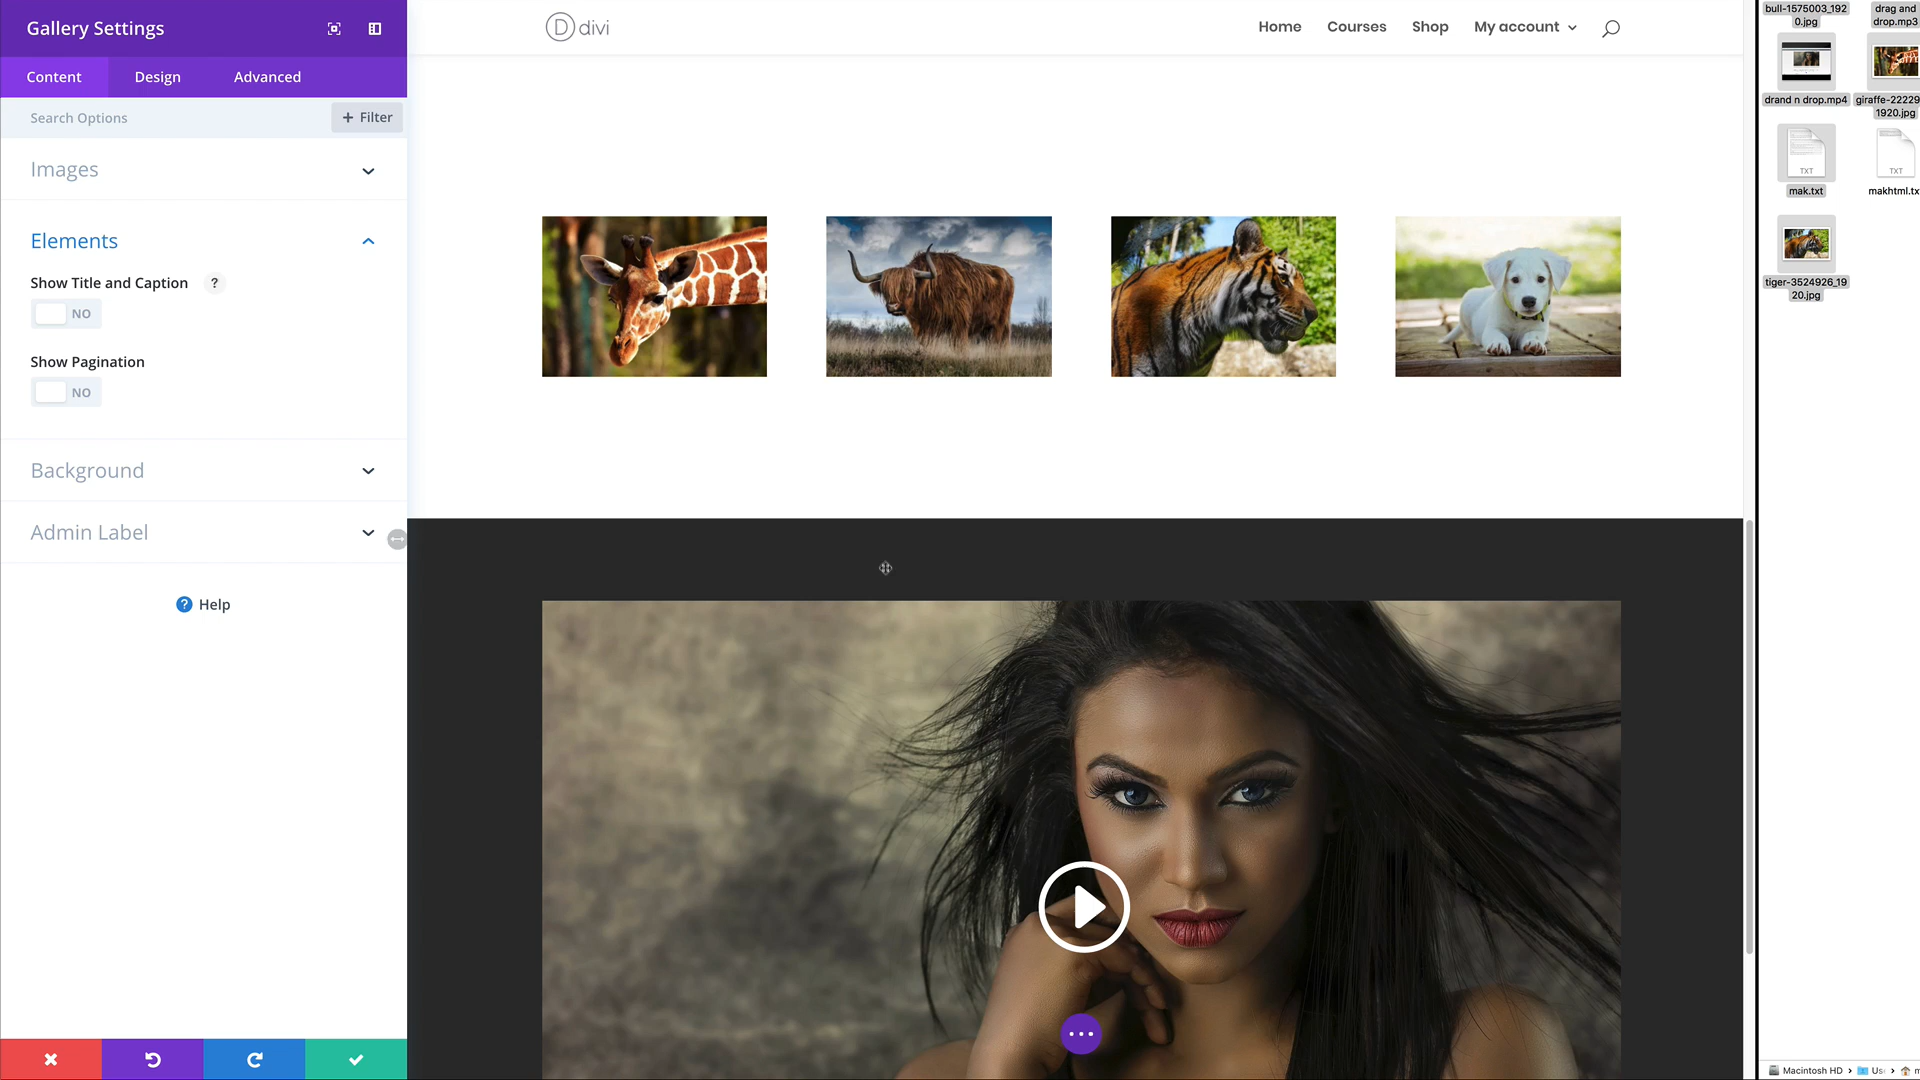 Gallery Settings
Content
Design
Advanced
Search Options
+ Filter
Images
Elements
Show Title and Caption ?
NO
Show Pagination
NO
Background
Admin Label
? Help
D divi
Home
Courses
Shop
My account
bull-1575003_192
0.jpg
drag and
drop.mp3
drand n drop.mp4
giraffe-22229
1920.jpg
TXT
mak.txt
TXT
makhtml.tx
tiger-3524926_19
20.jpg
Macintosh HD